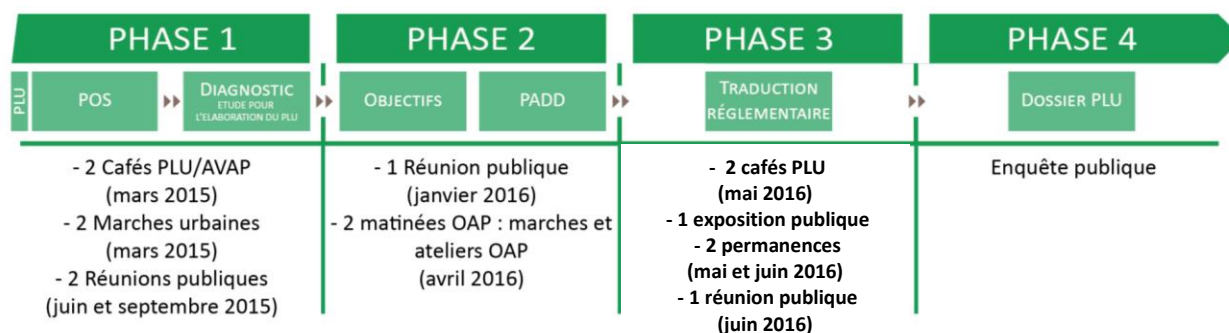 PHASE 1
PLU
POS
DIAGNOSTIC
ETUDE POUR
L'ELABORATION DU PLU
- 2 Cafés PLU/AVAP
(mars 2015)
- 2 Marches urbaines
(mars 2015)
- 2 Réunions publiques
(juin et septembre 2015)
PHASE 2
OBJECTIFS
PADD
- 1 Réunion publique
(janvier 2016)
- 2 matinées OAP : marches et
ateliers OAP
(avril 2016)
PHASE 3
TRADUCTION
RÉGLEMENTAIRE
- 2 cafés PLU
(mai 2016)
- 1 exposition publique
- 2 permanences
(mai et juin 2016)
- 1 réunion publique
(juin 2016)
PHASE 4
DOSSIER PLU
Enquête publique